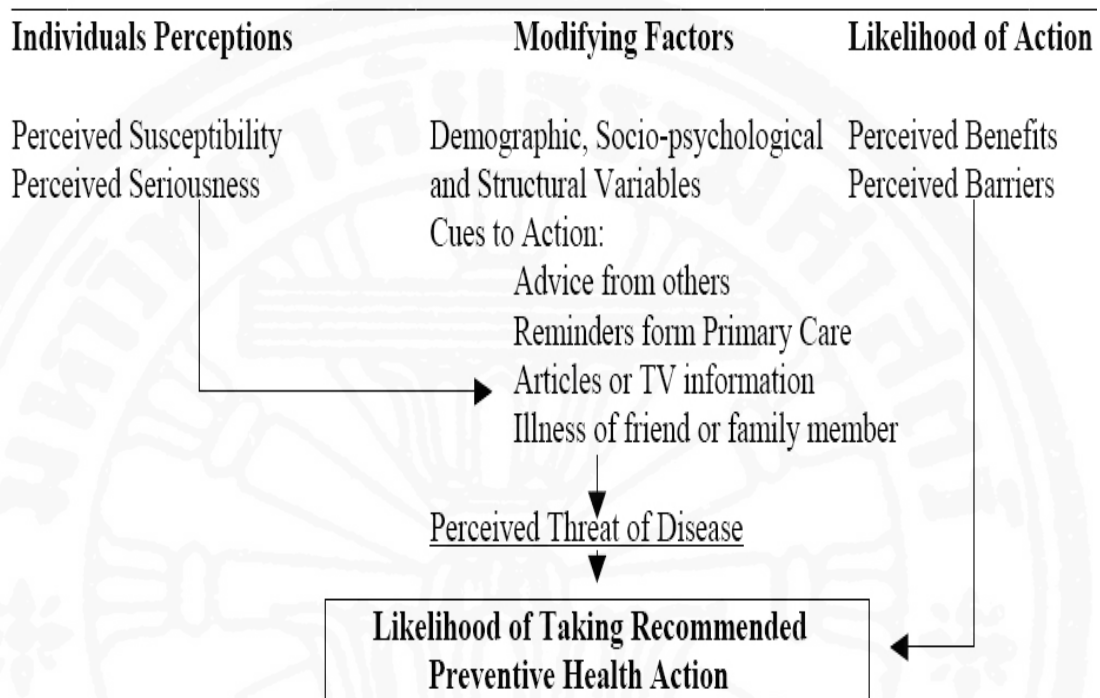 Individuals Perceptions
Modifying Factors
Likelihood of Action
Perceived Susceptibility
Perceived Seriousness
Demographic, Socio-psychological
and Structural Variables
Cues to Action:
Advice from others
Reminders form Primary Care
Articles or TV information
Illness of friend or family member
Perceived Benefits
Perceived Barriers
Perceived Threat of Disease
Likelihood of Taking Recommended
Preventive Health Action